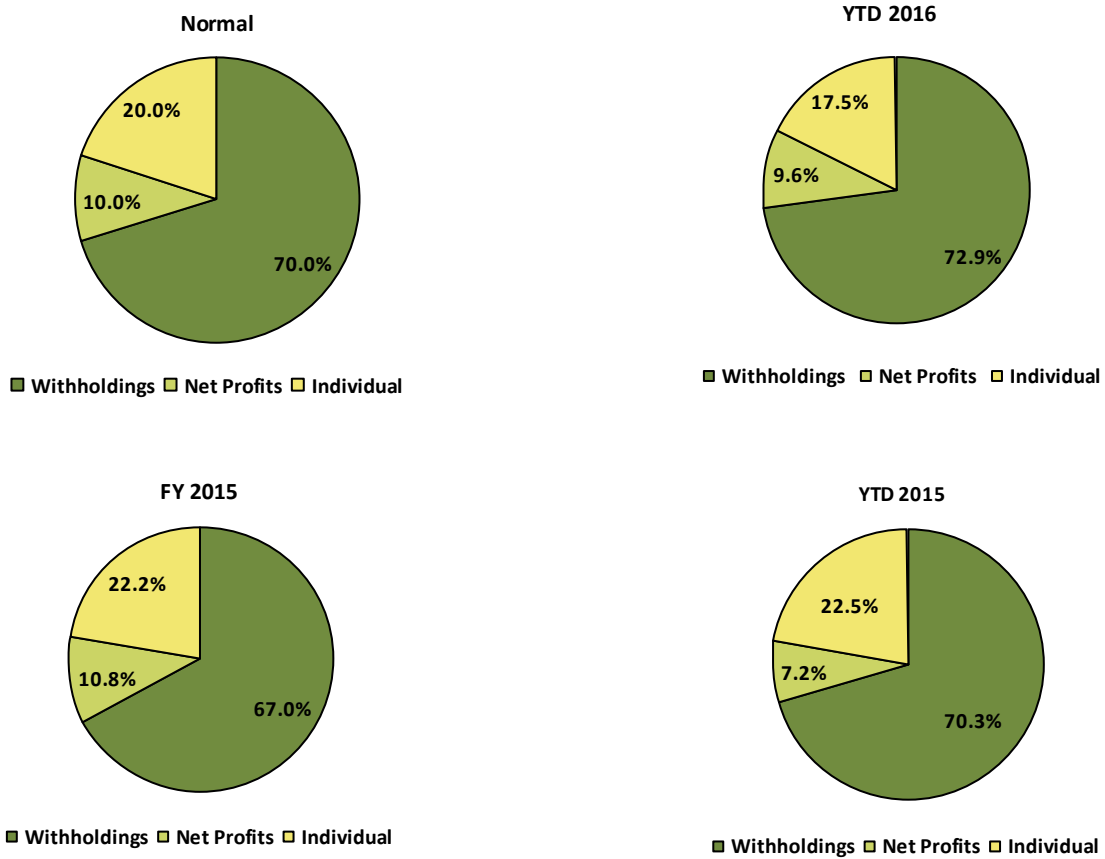 Normal
20.0%
10.0%
70.0%
Withholdings Net Profits Individual
YTD 2016
17.5%
9.6%
72.9%
Withholdings Net Profits Individual
FY 2015
22.2%
10.8%
67.0%
Withholdings Net Profits Individual
YTD 2015
22.5%
7.2%
70.3%
Withholdings Net Profits Individual